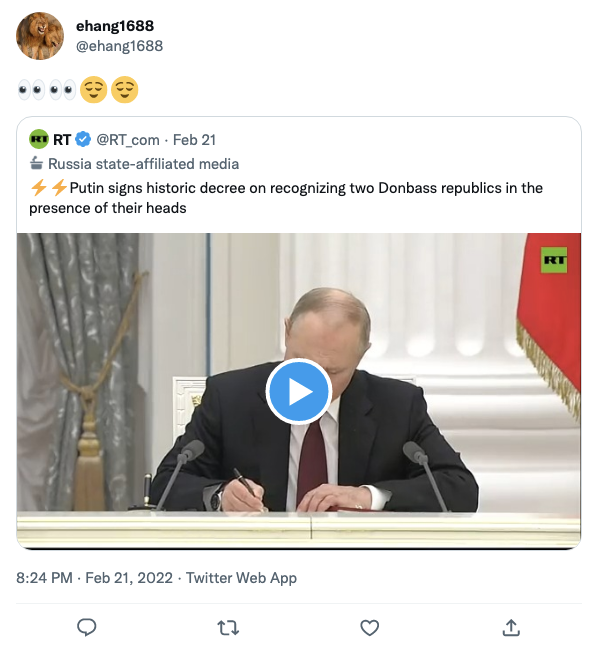 ehang1688
@ehang1688
👀👀😌😌
RT @RT_com · Feb 21
Russia state-affiliated media
⚡⚡Putin signs historic decree on recognizing two Donbass republics in the
presence of their heads
RT
8:24 PM · Feb 21, 2022 · Twitter Web App